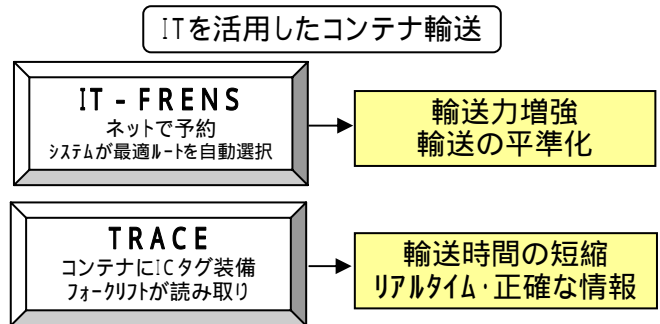 ITを活用したコンテナ輸送
IT-FRENS
ネットで予約
システムが最適ルートを自動選択
輸送力増強
輸送の平準化
TRACE
コンテナにICタグ装備
フォークリフトが読み取り
輸送時間の短縮
リアルタイム・正確な情報